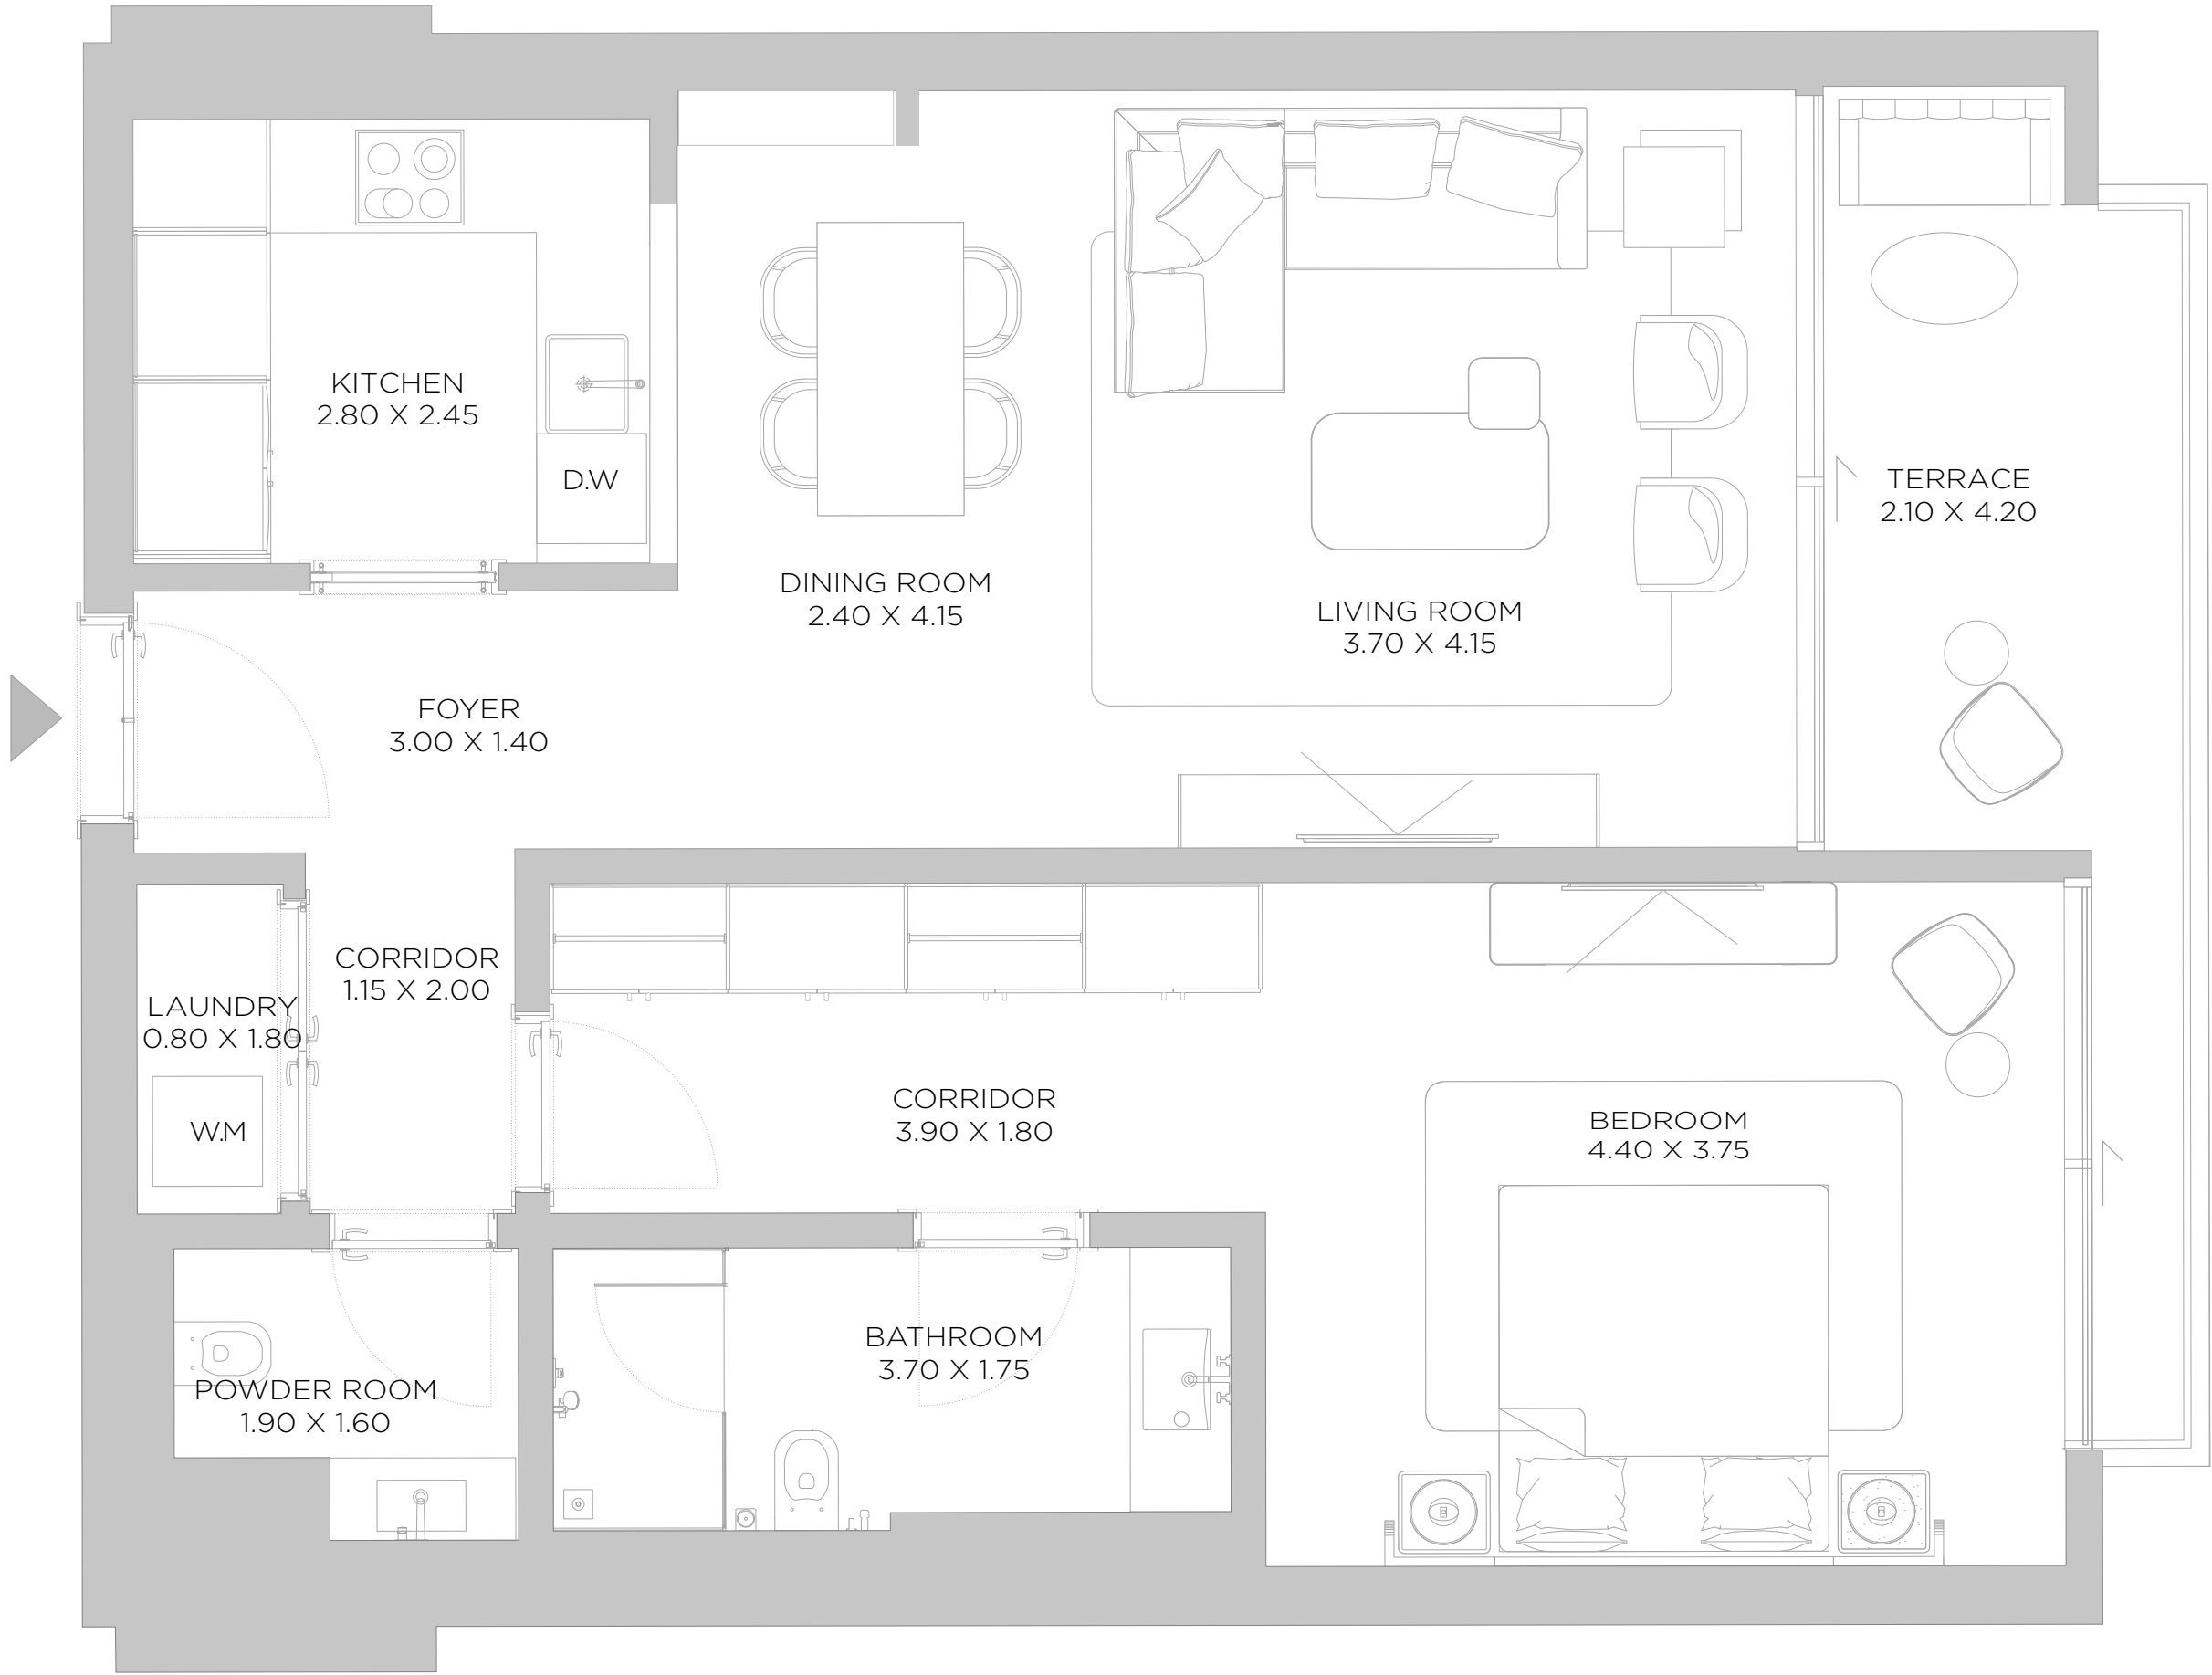 KITCHEN
2.80 X 2.45
D.W
TERRACE
2.10 X 4.20
DINING ROOM
2.40 X 4.15
LIVING ROOM
3.70 X 4.15
FOYER
3.00 X 1.40
CORRIDOR
1.15 X 2.00
LAUNDRY
0.80 X 1.80
W.M
CORRIDOR
3.90 X 1.80
BEDROOM
4.40 X 3.75
BATHROOM
3.70 X 1.75
POWDER ROOM
1.90 X 1.60